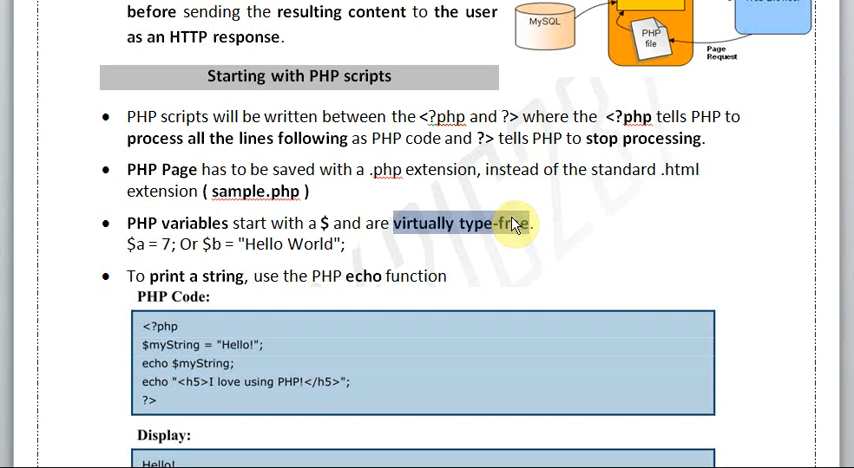 before sending the resulting content to the user
as an HTTP response.
MySQL
PHP
file
Page
Request
Starting with PHP scripts
• PHP scripts will be written between the <?php and ?> where the <?php tells PHP to
process all the lines following as PHP code and ?> tells PHP to stop processing.
• PHP Page has to be saved with a .php extension, instead of the standard .html
extension ( sample.php )
• PHP variables start with a $ and are virtually type-free.
$a = 7; Or $b = "Hello World";
• To print a string, use the PHP echo function
PHP Code:
<?php
$myString = "Hello!";
echo $myString;
echo "<h5>I love using PHP!</h5>";
?>
Display:
Hello!